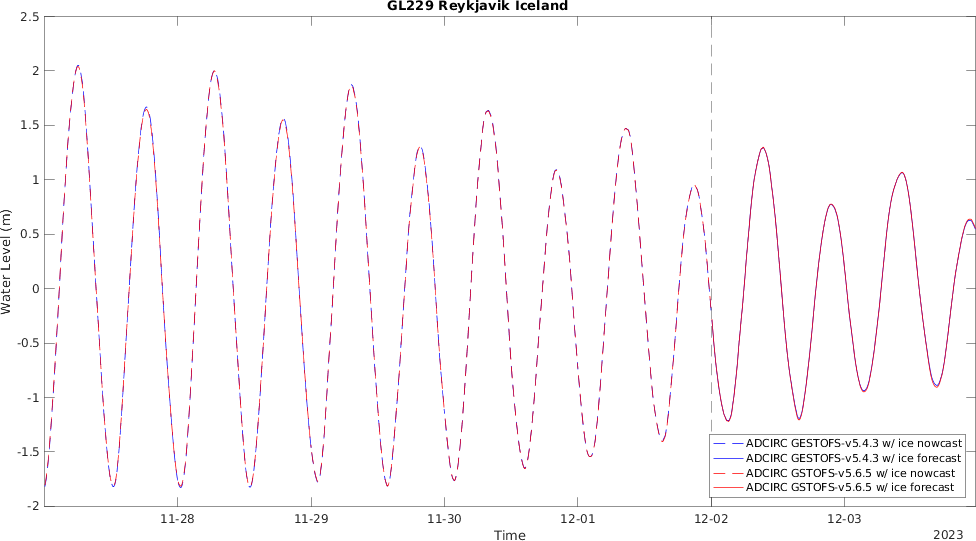 GL229 Reykjavik Iceland
2.5
2
1.5
1
0.5
0
-0.5
-1
-1.5
-2
Water Level (m)
11-28
11-29
11-30
12-01
12-02
12-03
Time
2023
ADCIRC GESTOFS-v5.4.3 w/ ice nowcast
ADCIRC GESTOFS-v5.4.3 w/ ice forecast
ADCIRC GSTOFS-v5.6.5 w/ ice nowcast
ADCIRC GSTOFS-v5.6.5 w/ ice forecast